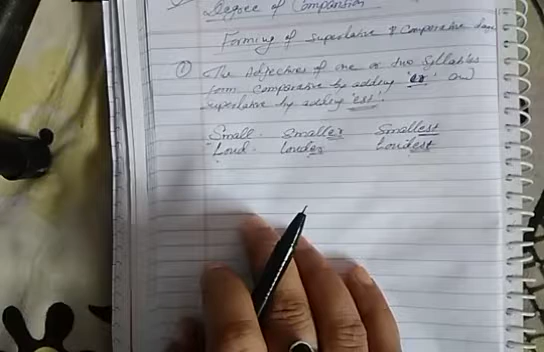 Degree of Comparision
Forming of Superlative & Comparative degree
① The Adjectives of one or two Syllables
form comparative by adding 'er' and
superlative by adding 'est'.
Small - Smaller Smallest
Loud - Louder Loudest